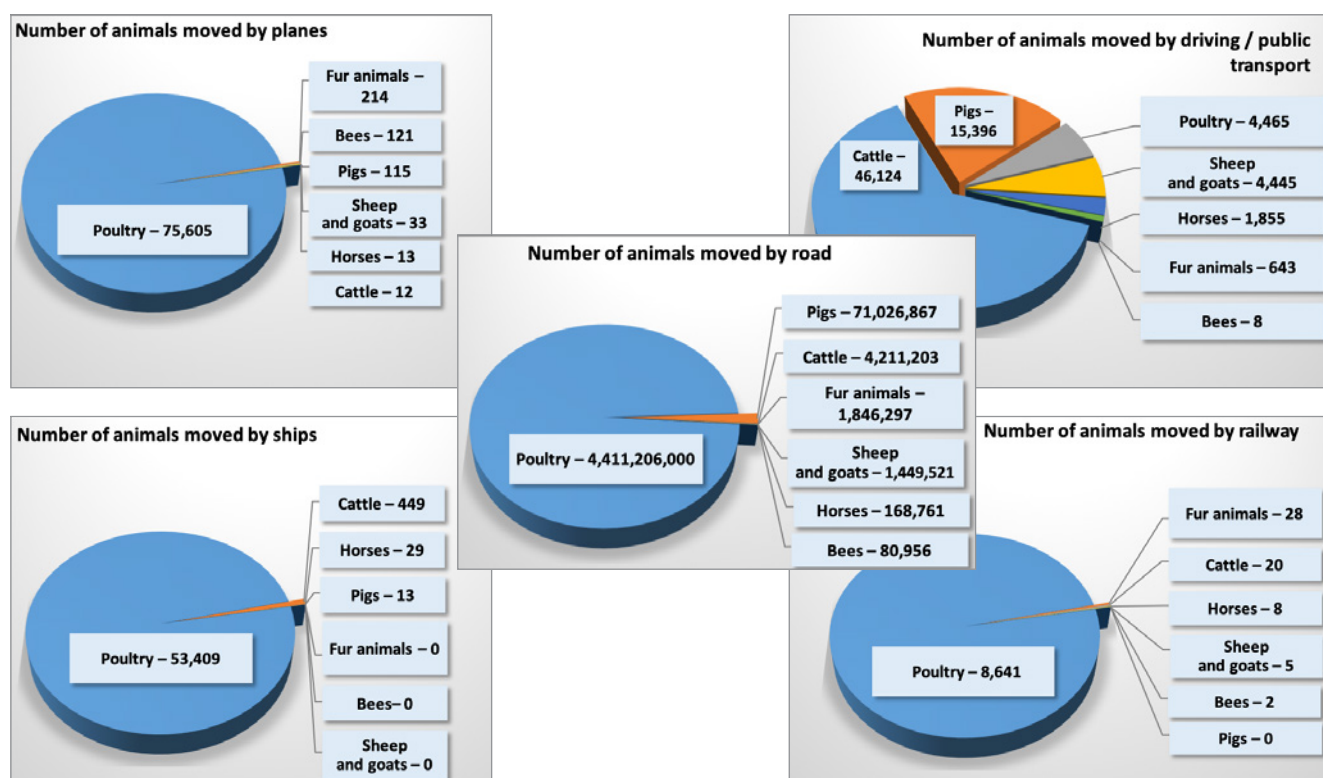 Number of animals moved by planes
Fur animals –
214
Bees – 121
Pigs – 115
Sheep
and goats – 33
Horses – 13
Cattle – 12
Poultry – 75,605
Number of animals moved by driving / public
transport
Pigs –
15,396
Cattle –
46,124
Poultry – 4,465
Sheep
and goats – 4,445
Horses – 1,855
Fur animals – 643
Bees – 8
Number of animals moved by road
Pigs – 71,026,867
Cattle – 4,211,203
Fur animals –
1,846,297
Sheep
and goats – 1,449,521
Horses – 168,761
Bees – 80,956
Poultry – 4,411,206,000
Number of animals moved by ships
Cattle – 449
Horses – 29
Pigs – 13
Fur animals – 0
Bees– 0
Sheep
and goats – 0
Poultry – 53,409
Number of animals moved by railway
Fur animals – 28
Cattle – 20
Horses – 8
Sheep
and goats – 5
Bees – 2
Pigs – 0
Poultry – 8,641